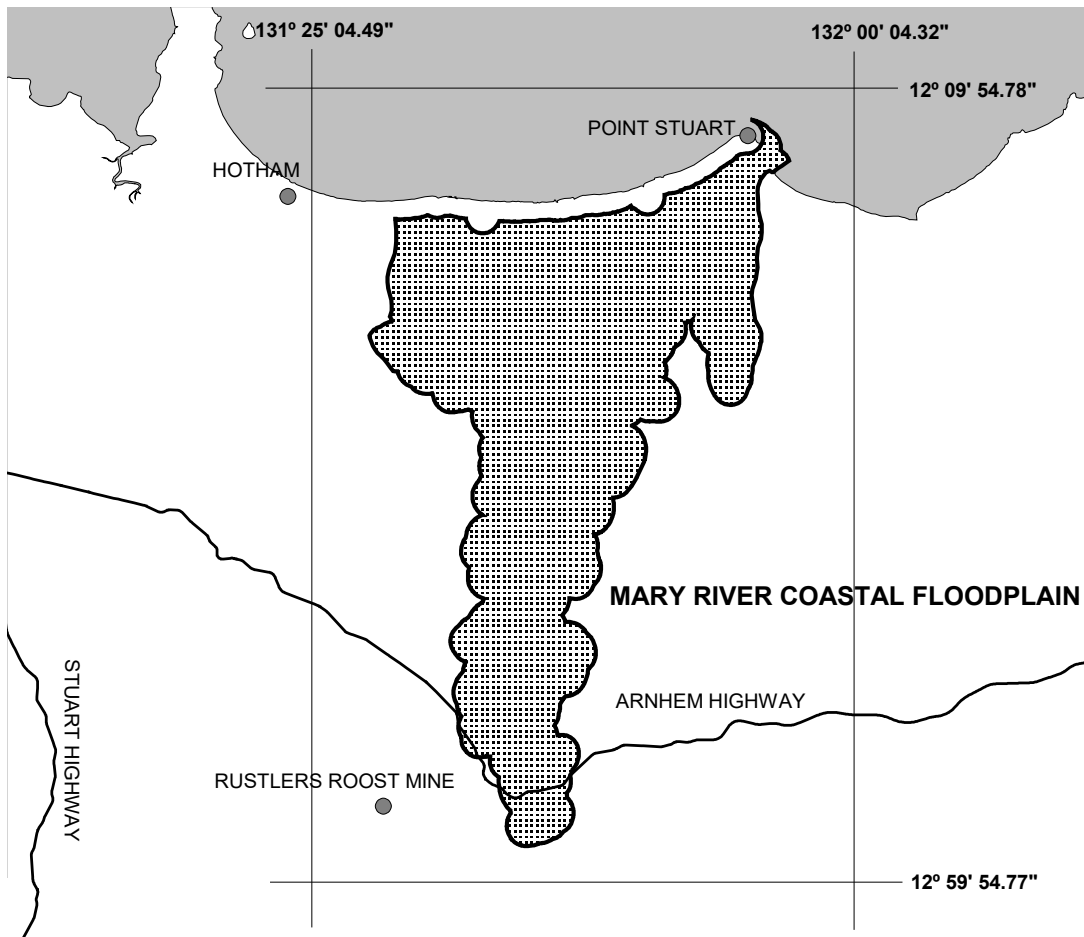 131º 25' 04.49"
132º 00' 04.32"
12º 09' 54.78"
POINT STUART
HOTHAM
MARY RIVER COASTAL FLOODPLAIN
STUART HIGHWAY
ARNHEM HIGHWAY
RUSTLERS ROOST MINE
12º 59' 54.77"